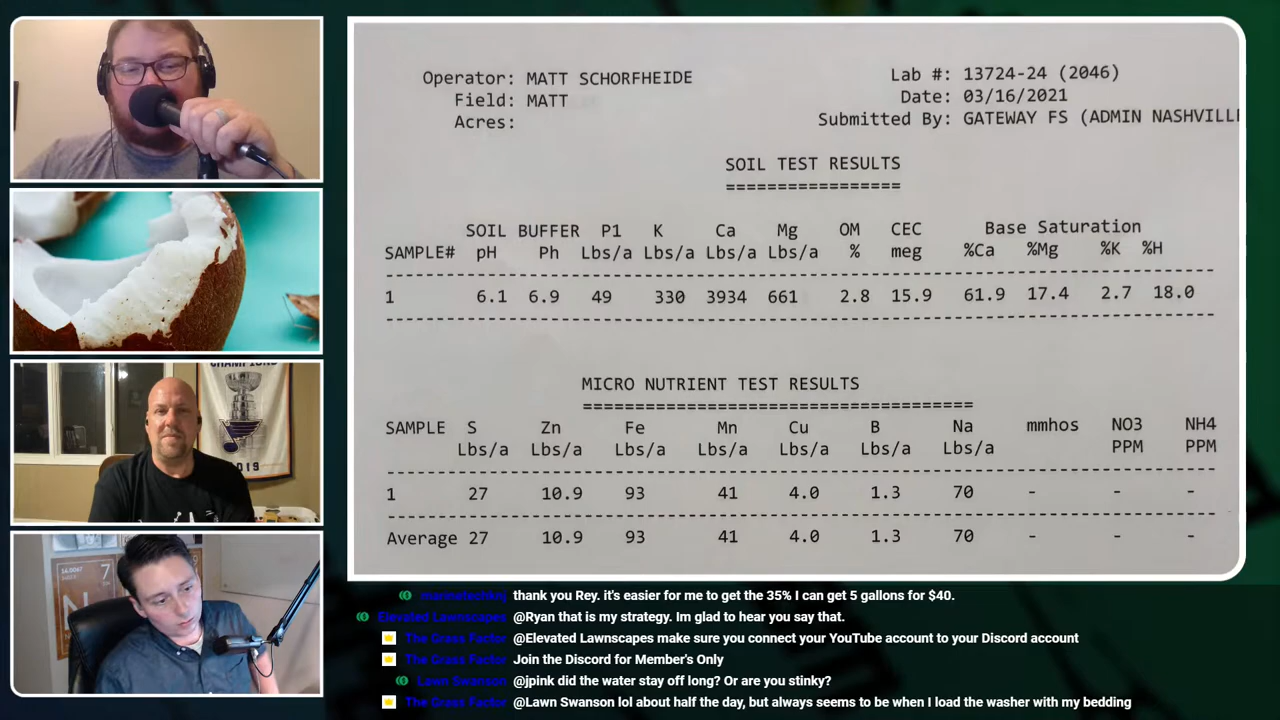 Operator: MATT SCHORFHEIDE
Field: MATT
Acres:
Lab #: 13724-24 (2046)
Date: 03/16/2021
Submitted By: GATEWAY FS (ADMIN NASHVILLE
SOIL TEST RESULTS
=================
SOIL BUFFER P1 K Ca Mg OM CEC Base Saturation
SAMPLE# pH Ph Lbs/a Lbs/a Lbs/a Lbs/a % meg %Ca %Mg %K %H
1 6.1 6.9 49 330 3934 661 2.8 15.9 61.9 17.4 2.7 18.0
MICRO NUTRIENT TEST RESULTS
SAMPLE S Zn Fe Mn Cu B Na mmhos NO3 NH4
Lbs/a Lbs/a Lbs/a Lbs/a Lbs/a Lbs/a Lbs/a PPM PPM
1 27 10.9 93 41 4.0 1.3 70 - - -
Average 27 10.9 93 41 4.0 1.3 70 - - -
CHAMPIONS
2019
7
N
thank you Rey. it's easier for me to get the 35% I can get 5 gallons for $40.
Elevated Lawnscapes @Ryan that is my strategy. Im glad to hear you say that.
The Grass Factor @Elevated Lawnscapes make sure you connect your YouTube account to your Discord account
The Grass Factor Join the Discord for Member's Only
Lawn Swanson @jpink did the water stay off long? Or are you stinky?
The Grass Factor @Lawn Swanson lol about half the day, but always seems to be when I load the washer with my bedding